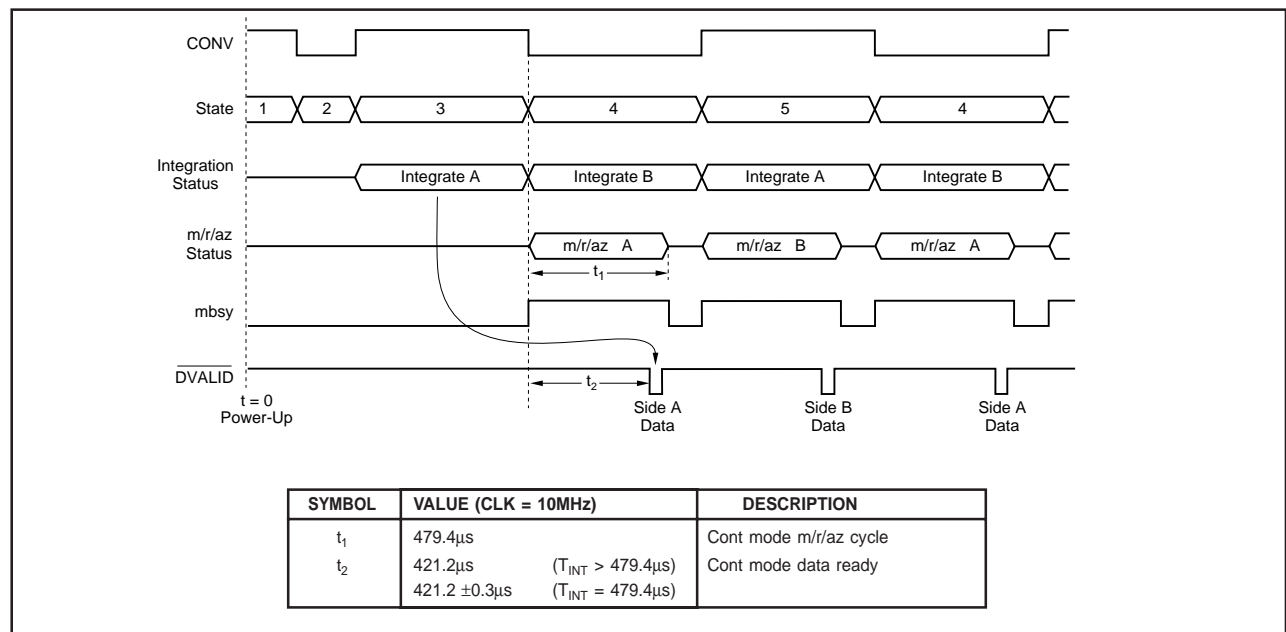 CONV
State 1 2 3 4 5 4
Integration
Status
Integrate A Integrate B Integrate A Integrate B
m/r/az
Status
m/r/az A m/r/az B m/r/az A
t1
mbsy
DVALID
t2
t = 0
Power-Up
Side A
Data
Side B
Data
Side A
Data
SYMBOL VALUE (CLK = 10MHz) DESCRIPTION
t1 479.4µs Cont mode m/r/az cycle
t2 421.2µs (TINT > 479.4µs) Cont mode data ready
421.2 ±0.3µs (TINT = 479.4µs)